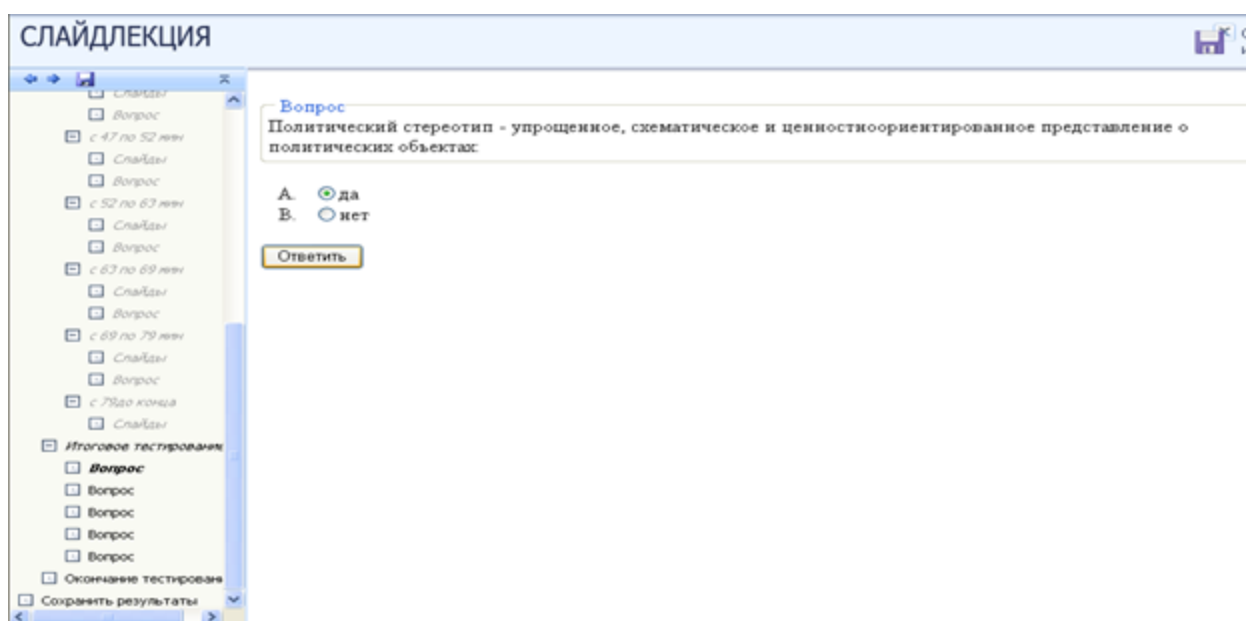 СЛАЙДЛЕКЦИЯ
Слайды
Вопрос
с 47 по 52 мин
Слайды
Вопрос
с 52 по 63 мин
Слайды
Вопрос
с 63 по 69 мин
Слайды
Вопрос
с 69 по 79 мин
Слайды
Вопрос
с 79до конца
Слайды
Итоговое тестирование
Вопрос
Вопрос
Вопрос
Вопрос
Вопрос
Окончание тестирован
Сохранить результаты
Вопрос
Политический стереотип - упрощенное, схематическое и ценностноориентированное представление о
политических объектах:
A. да
B. нет
Ответить